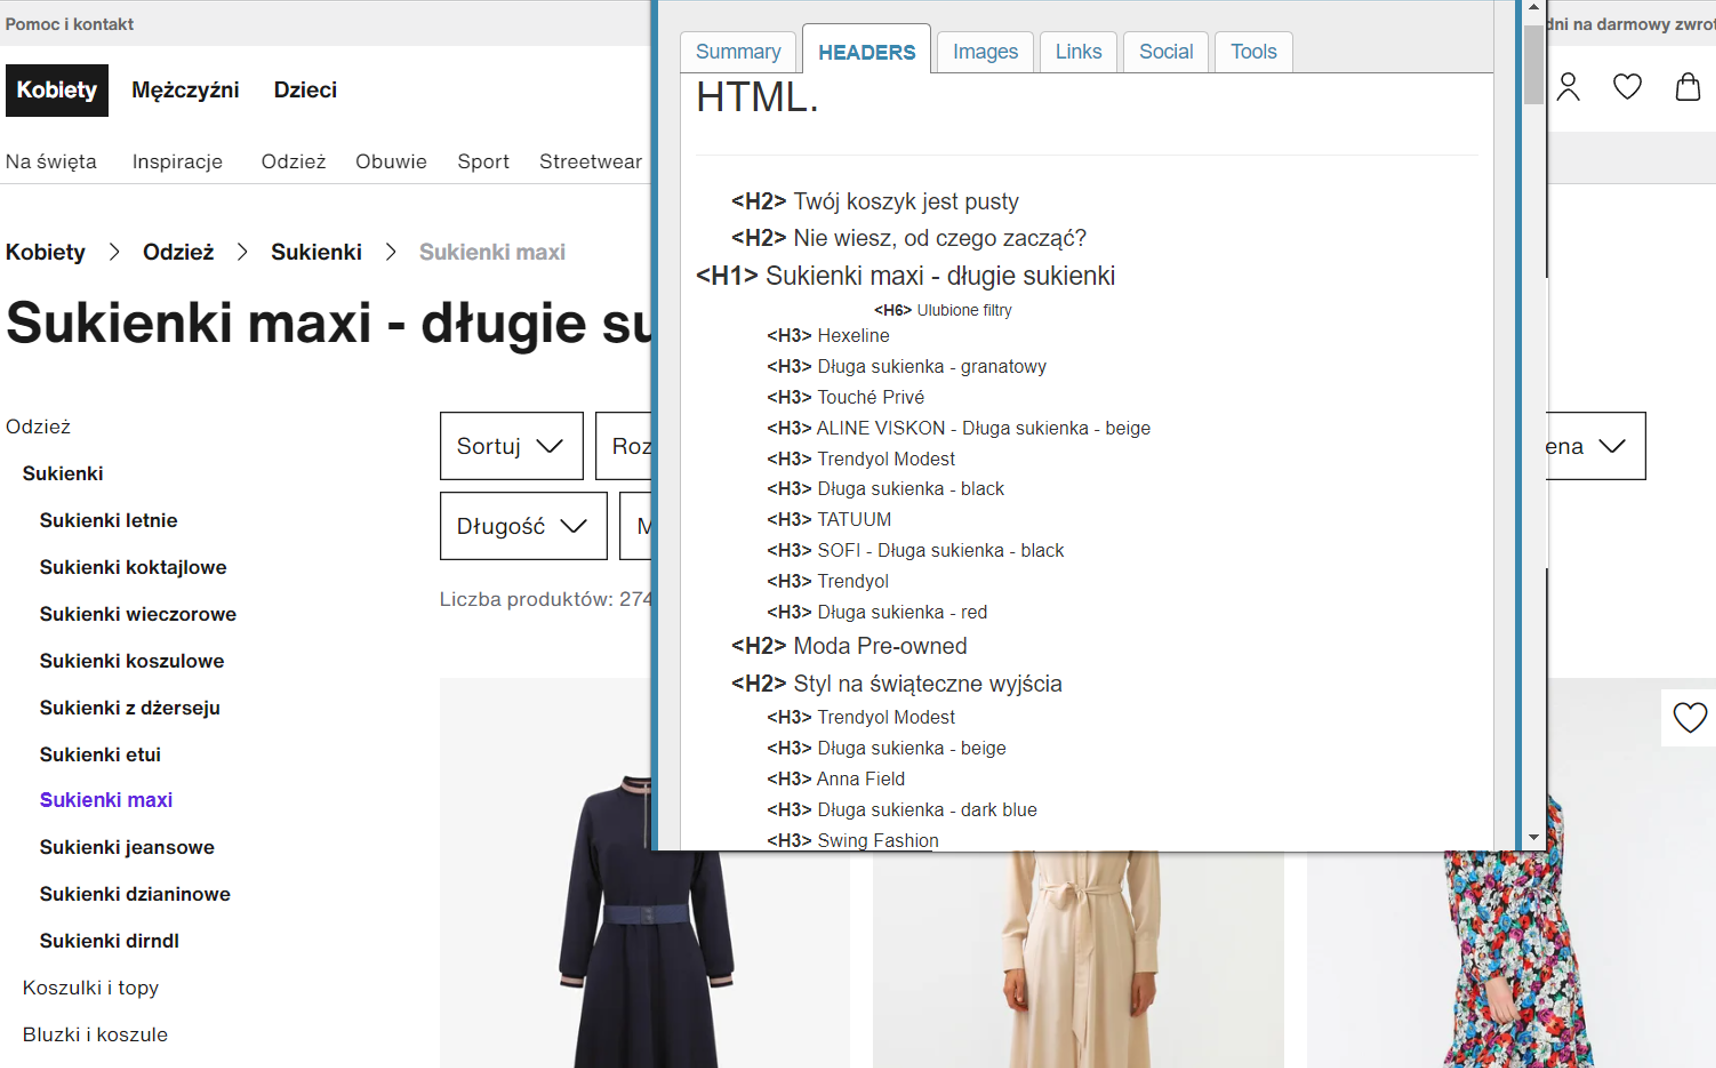 Pomoc i kontakt
dni na darmowy zwrot
Kobiety Mężczyźni Dzieci
Na święta Inspiracje Odzież Obuwie Sport Streetwear
Kobiety > Odzież > Sukienki > Sukienki maxi
Sukienki maxi - długie su
Odzież
Sukienki
Sukienki letnie
Sukienki koktajlowe
Sukienki wieczorowe
Sukienki koszulowe
Sukienki z dżerseju
Sukienki etui
Sukienki maxi
Sukienki jeansowe
Sukienki dzianinowe
Sukienki dirndl
Koszulki i topy
Bluzki i koszule
Sortuj Roz
ena
Długość M
Liczba produktów: 274
Summary HEADERS Images Links Social Tools
HTML.
<H2> Twój koszyk jest pusty
<H2> Nie wiesz, od czego zacząć?
<H1> Sukienki maxi - długie sukienki
<H6> Ulubione filtry
<H3> Hexeline
<H3> Długa sukienka - granatowy
<H3> Touché Privé
<H3> ALINE VISKON - Długa sukienka - beige
<H3> Trendyol Modest
<H3> Długa sukienka - black
<H3> TATUUM
<H3> SOFI - Długa sukienka - black
<H3> Trendyol
<H3> Długa sukienka - red
<H2> Moda Pre-owned
<H2> Styl na świąteczne wyjścia
<H3> Trendyol Modest
<H3> Długa sukienka - beige
<H3> Anna Field
<H3> Długa sukienka - dark blue
<H3> Swing Fashion